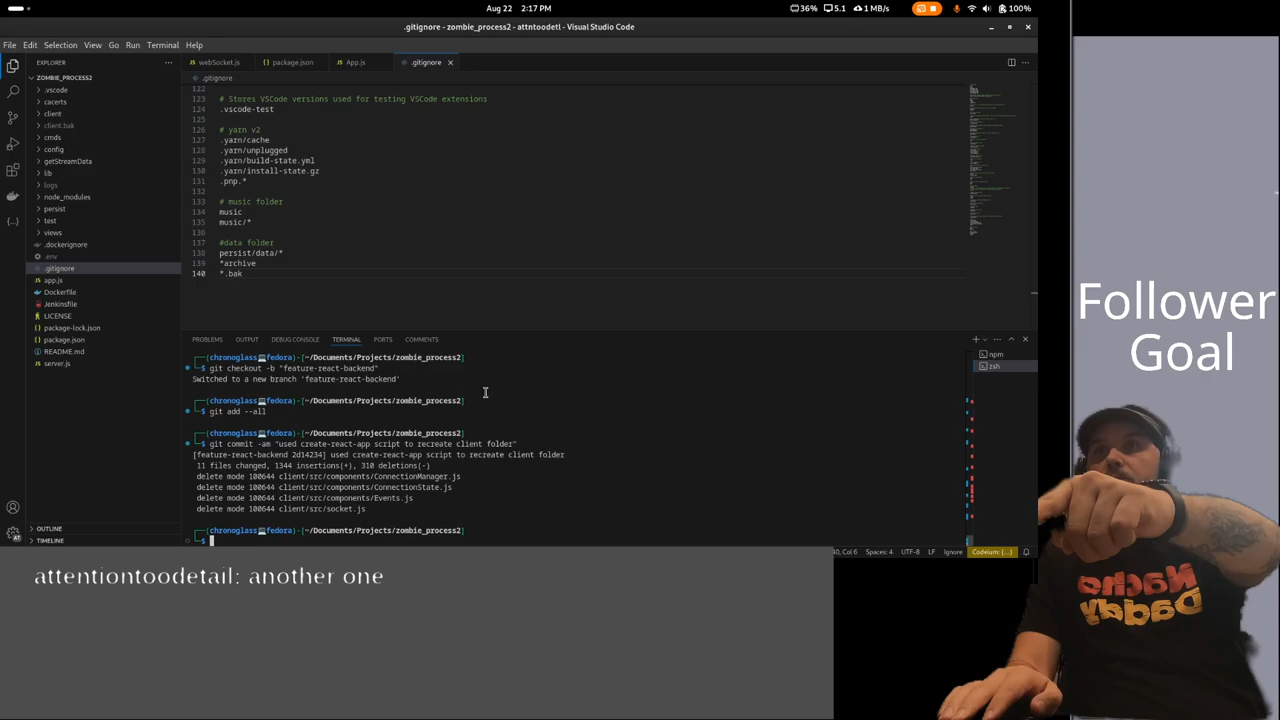 Aug 22 2:17 PM
36% 5.1 1 MB/s 100%
.gitignore - zombie_process2 - attntoodetl - Visual Studio Code
File Edit Selection View Go Run Terminal Help
EXPLORER
webSocket.js package.json App.js .gitignore
ZOMBIE_PROCESS2
.gitignore
.vscode
cacerts
client
client.bak
cmds
config
getStreamData
lib
logs
node_modules
persist
test
views
.dockerignore
.env
.gitignore
app.js
Dockerfile
Jenkinsfile
LICENSE
package-lock.json
package.json
README.md
server.js
OUTLINE
TIMELINE
122
123 # Stores VSCode versions used for testing VSCode extensions
124 .vscode-test
125
126 # yarn v2
127 .yarn/cache
128 .yarn/unplugged
129 .yarn/build-state.yml
130 .yarn/install-state.gz
131 .pnp.*
132
133 # music folder
134 music
135 music/*
136
137 #data folder
138 persist/data/*
139 *archive
140 *.bak
PROBLEMS OUTPUT DEBUG CONSOLE TERMINAL PORTS COMMENTS
npm
zsh
(chronoglass💻fedora)-[~/Documents/Projects/zombie_process2]
$ git checkout -b "feature-react-backend"
Switched to a new branch 'feature-react-backend'
(chronoglass💻fedora)-[~/Documents/Projects/zombie_process2]
$ git add --all
(chronoglass💻fedora)-[~/Documents/Projects/zombie_process2]
$ git commit -am "used create-react-app script to recreate client folder"
[feature-react-backend 2d14234] used create-react-app script to recreate client folder
11 files changed, 1344 insertions(+), 310 deletions(-)
delete mode 100644 client/src/components/ConnectionManager.js
delete mode 100644 client/src/components/ConnectionState.js
delete mode 100644 client/src/components/Events.js
delete mode 100644 client/src/socket.js
(chronoglass💻fedora)-[~/Documents/Projects/zombie_process2]
$
40, Col 6 Spaces: 4 UTF-8 LF Ignore Codeium: {...}
attentiontoodetail: another one
Follower
Goal
Nacho
Daddy